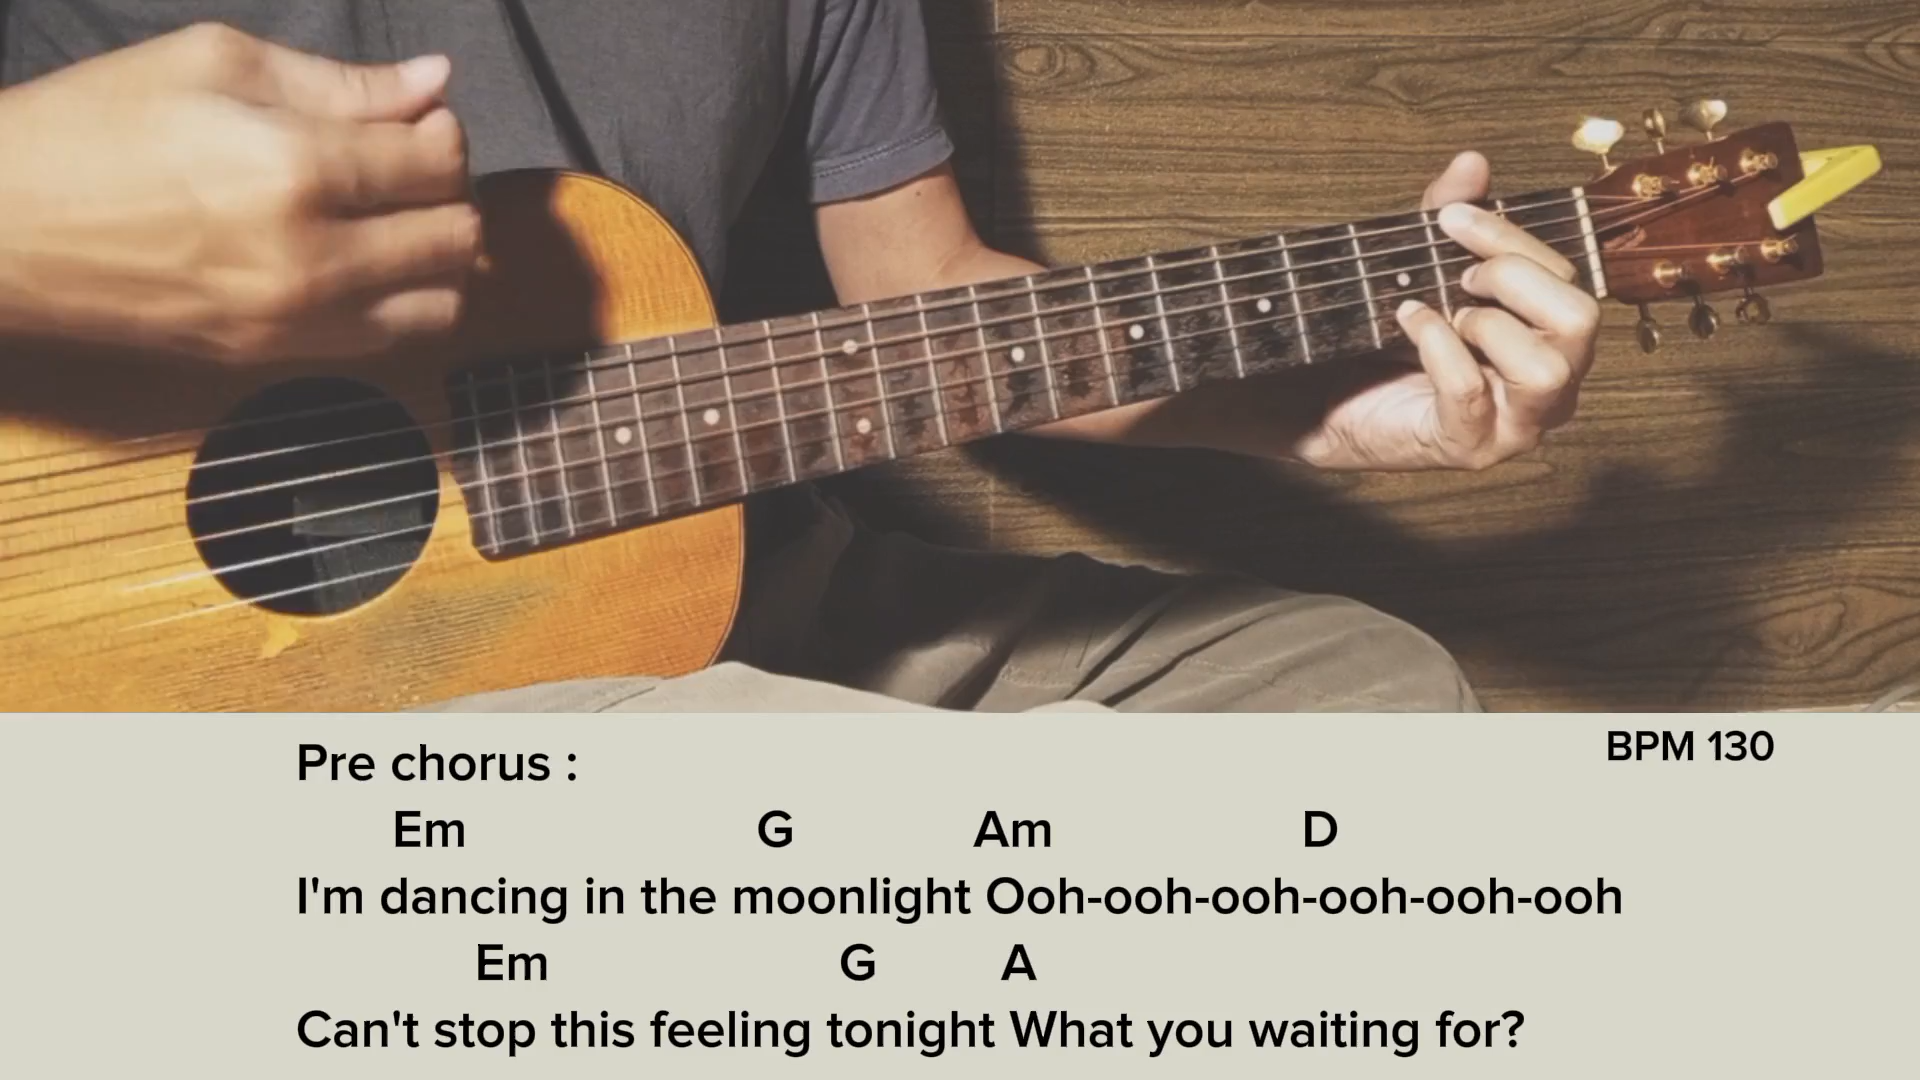 BPM 130
Pre chorus :
Em G Am D
I'm dancing in the moonlight Ooh-ooh-ooh-ooh-ooh-ooh
Em G A
Can't stop this feeling tonight What you waiting for?